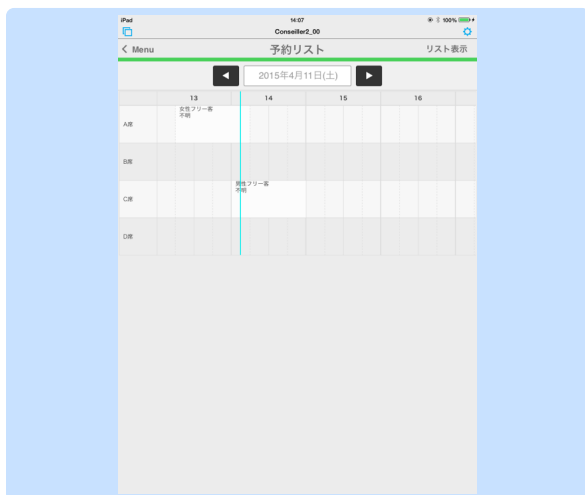 iPad 14:07 100%
Conseiller2_00
Menu 予約リスト リスト表示
2015年4月11日(土)
13 14 15 16
女性フリー客
不明
A席
B席
男性フリー客
不明
C席
D席